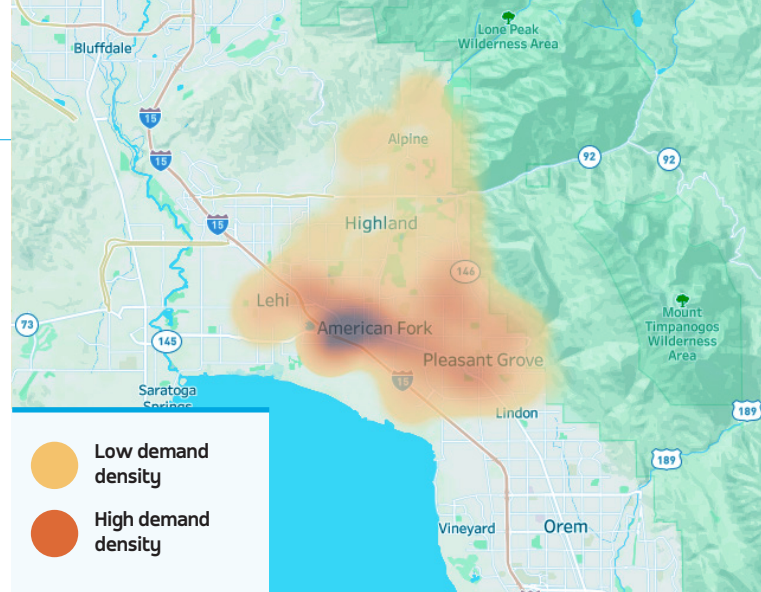 Lone Peak
Wilderness Area
Bluffdale
15
Alpine
15
92
92
15
Highland
146
Lehi
Mount
Timpanogos
Wilderness
Area
73
American Fork
145
Pleasant Grove
15
Saratoga
Springs
189
Lindon
Low demand
density
189
High demand
density
Vineyard
Orem